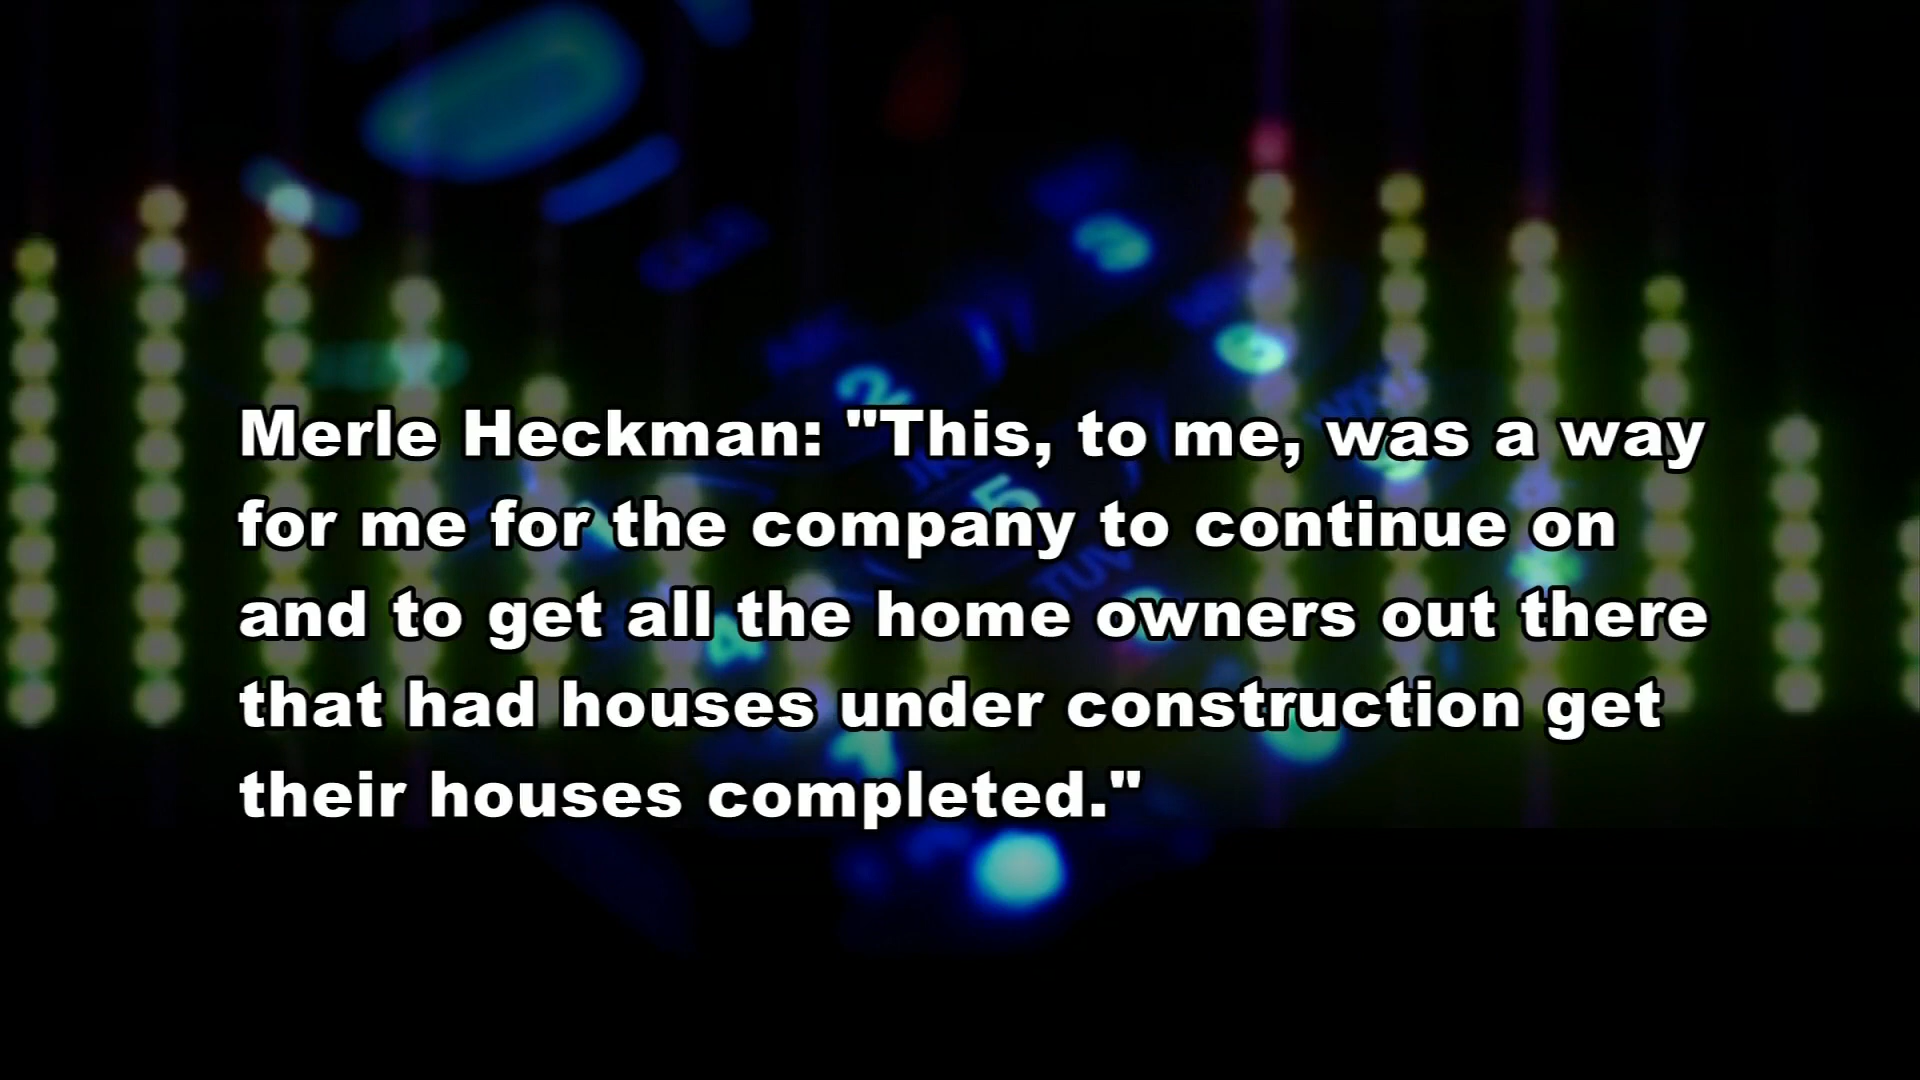 Merle Heckman: "This, to me, was a way
for me for the company to continue on
and to get all the home owners out there
that had houses under construction get
their houses completed."